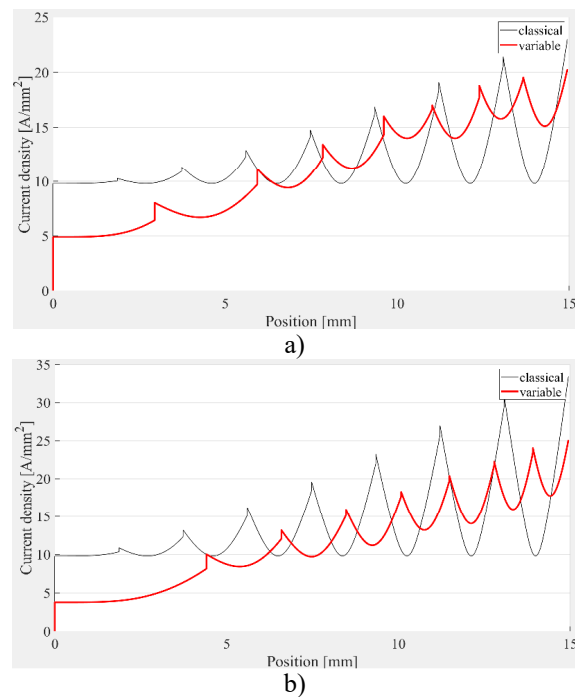 25
classical
variable
20
15
10
5
0
Current density [A/mm²]
0 5 10 15
Position [mm]
a)
35
classical
variable
30
25
20
15
10
5
0
Current density [A/mm²]
0 5 10 15
Position [mm]
b)